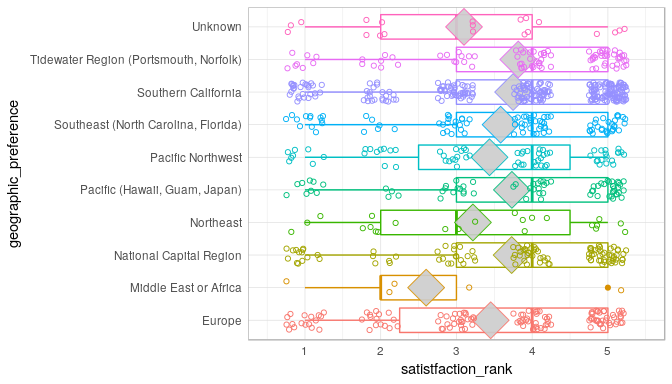 geographic_preference
Unknown
Tidewater Region (Portsmouth, Norfolk)
Southern California
Southeast (North Carolina, Florida)
Pacific Northwest
Pacific (Hawaii, Guam, Japan)
Northeast
National Capital Region
Middle East or Africa
Europe
1 2 3 4 5
satistfaction_rank